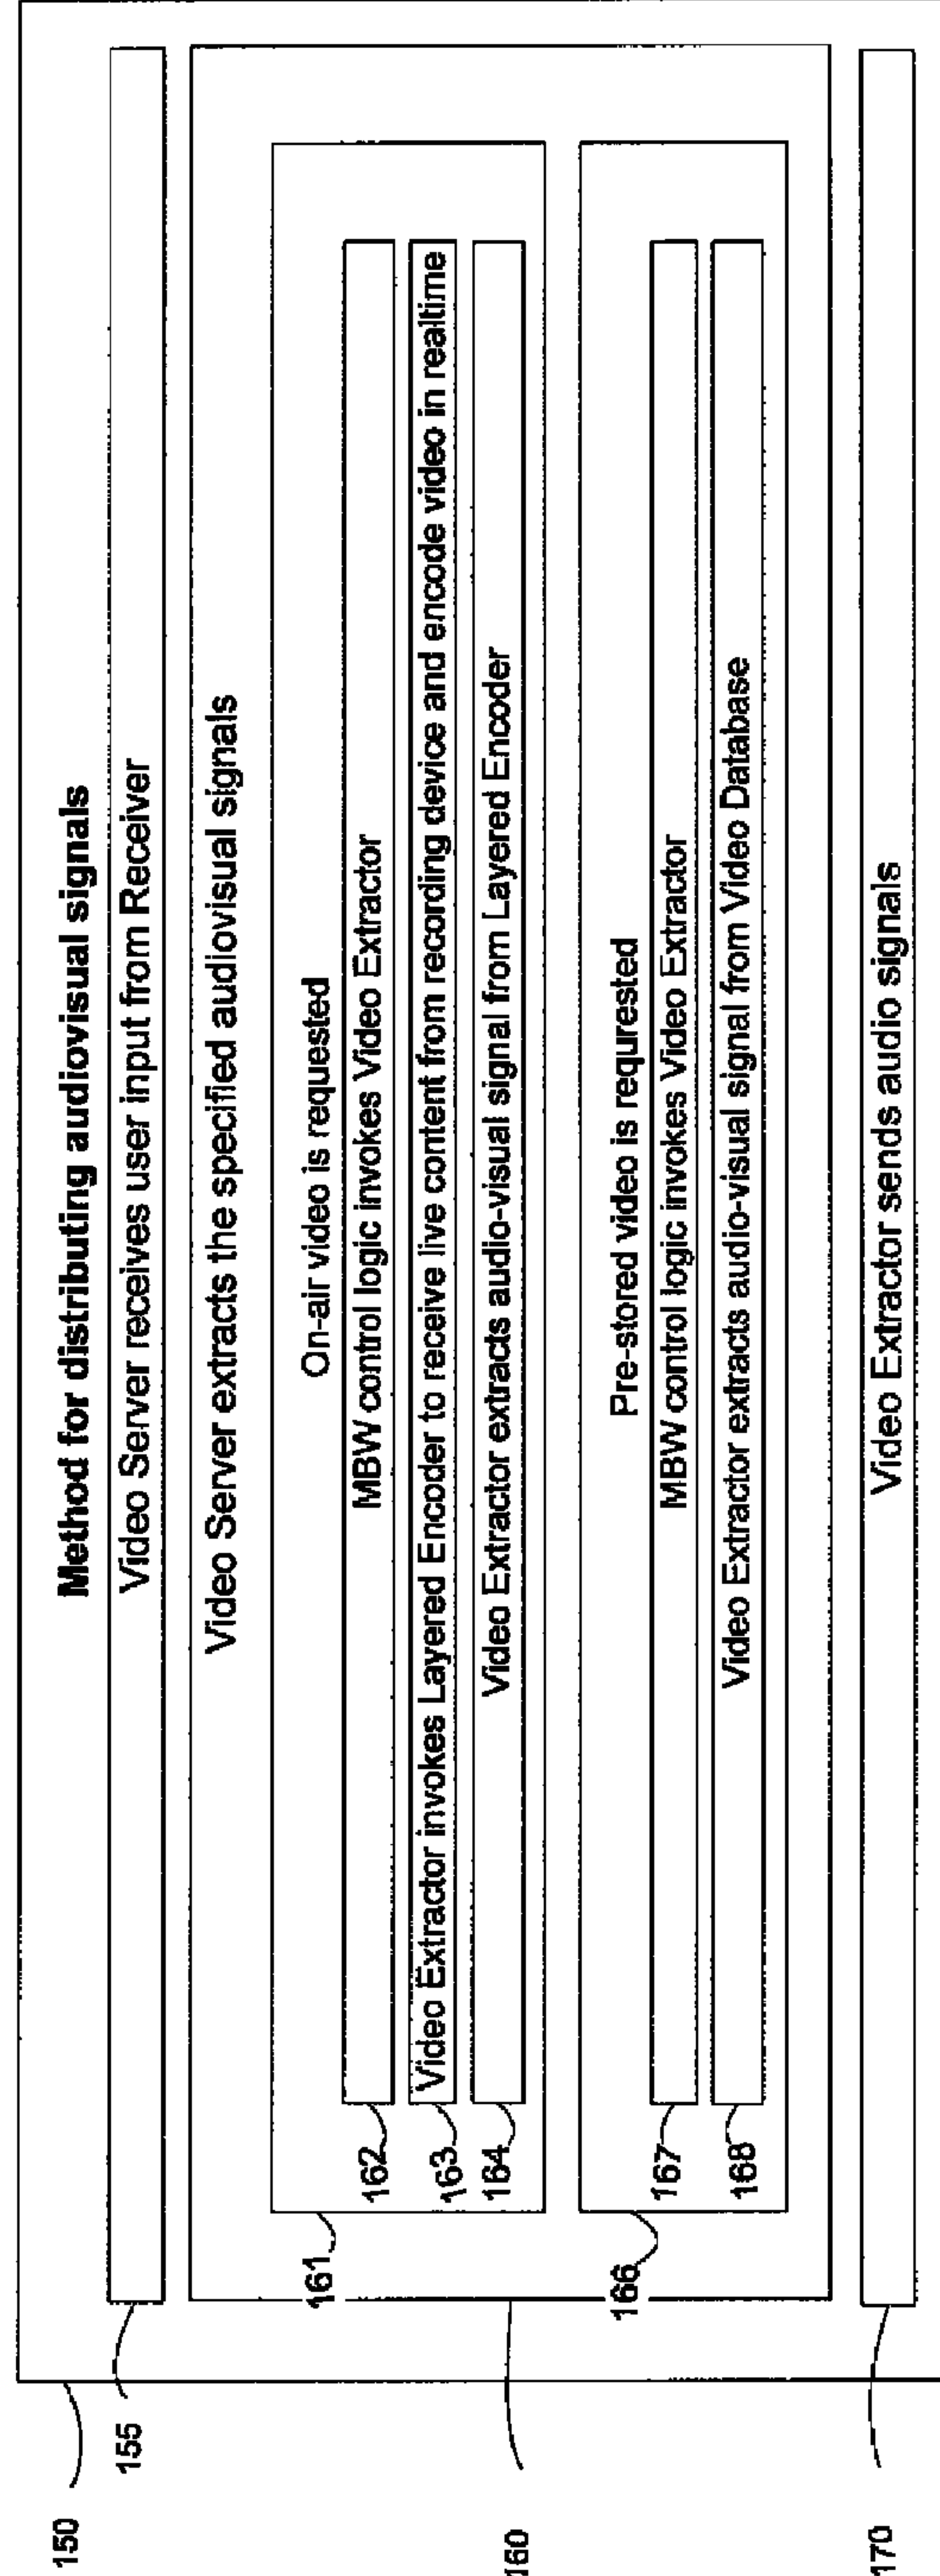 Method for distributing audiovisual signals
150
Video Server receives user input from Receiver
155
Video Server extracts the specified audiovisual signals
160
On-air video is requested
161
MBW control logic invokes Video Extractor
162
Video Extractor invokes Layered Encoder to receive live content from recording device and encode video in realtime
163
Video Extractor extracts audio-visual signal from Layered Encoder
164
Pre-stored video is requrested
166
MBW control logic invokes Video Extractor
167
Video Extractor extracts audio-visual signal from Video Database
168
Video Extractor sends audio signals
170